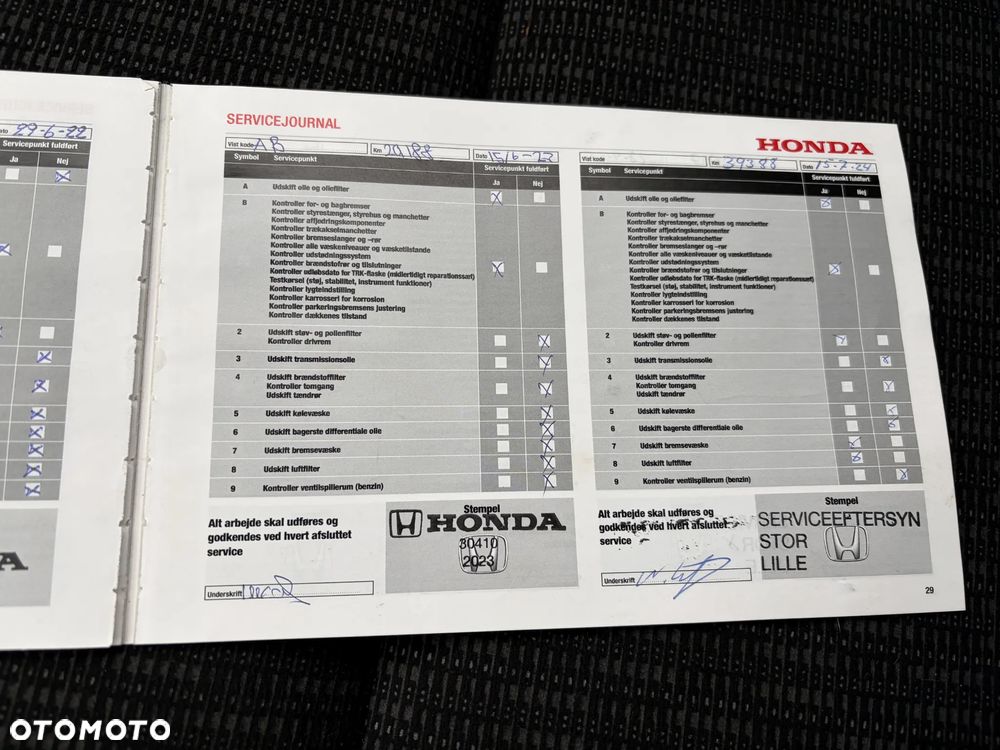 29-6-22
Servicepunkt fuldført
Ja Nej
SERVICEJOURNAL
HONDA
Vist kode AB Km Dato 15/6-23
Symbol Servicepunkt Servicepunkt fuldført
Ja Nej
A Udskift olie og oliefilter
B Kontroller for- og bagbremser
Kontroller styrestænger, styrehus og manchetter
Kontroller affjedringskomponenter
Kontroller trækakselmanchetter
Kontroller bremseslanger og –rør
Kontroller alle væskeniveauer og væsketilstande
Kontroller udstødningssystem
Kontroller brændstofrør og tilslutninger
Kontroller udløbsdato for TRK-flaske (midlertidigt reparationssæt)
Testkørsel (støj, stabilitet, instrument funktioner)
Kontroller lygteindstilling
Kontroller karrosseri for korrosion
Kontroller parkeringsbremsens justering
Kontroller dækkenes tilstand
2 Udskift støv- og pollenfilter
Kontroller drivrem
3 Udskift transmissionsolie
4 Udskift brændstoffilter
Kontroller tomgang
Udskift tændrør
5 Udskift kølevæske
6 Udskift bagerste differentiale olie
7 Udskift bremsevæske
8 Udskift luftfilter
9 Kontroller ventilspillerum (benzin)
Alt arbejde skal udføres og
godkendes ved hvert afsluttet
service
Stempel
HONDA
30410
2023
Underskrift
Vist kode Km 39388 Dato 15-7-24
Symbol Servicepunkt Servicepunkt fuldført
Ja Nej
A Udskift olie og oliefilter
B Kontroller for- og bagbremser
Kontroller styrestænger, styrehus og manchetter
Kontroller affjedringskomponenter
Kontroller trækakselmanchetter
Kontroller bremseslanger og –rør
Kontroller alle væskeniveauer og væsketilstande
Kontroller udstødningssystem
Kontroller brændstofrør og tilslutninger
Kontroller udløbsdato for TRK-flaske (midlertidigt reparationssæt)
Testkørsel (støj, stabilitet, instrument funktioner)
Kontroller lygteindstilling
Kontroller karrosseri for korrosion
Kontroller parkeringsbremsens justering
Kontroller dækkenes tilstand
2 Udskift støv- og pollenfilter
Kontroller drivrem
3 Udskift transmissionsolie
4 Udskift brændstoffilter
Kontroller tomgang
Udskift tændrør
5 Udskift kølevæske
6 Udskift bagerste differentiale olie
7 Udskift bremsevæske
8 Udskift luftfilter
9 Kontroller ventilspillerum (benzin)
Alt arbejde skal udføres og
godkendes ved hvert afsluttet
service
Stempel
SERVICEEFTERSYN
STOR
LILLE
Underskrift
29
OTOMOTO